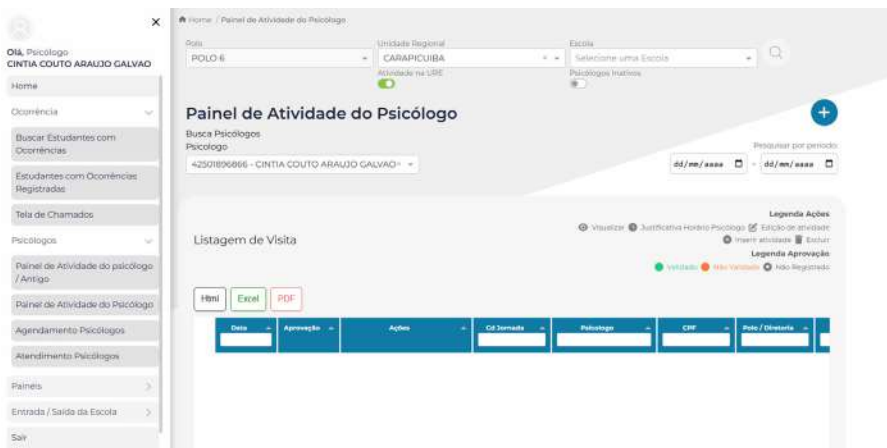 Olá, Psicólogo
CINTIA COUTO ARAUJO GALVAO
Home
Ocorrência
Buscar Estudantes com
Ocorrências
Estudantes com Ocorrências
Registradas
Tela de Chamados
Psicólogos
Painel de Atividade do psicólogo
/ Antigo
Painel de Atividade do Psicólogo
Agendamento Psicólogos
Atendimento Psicólogos
Painéis
Entrada / Saída da Escola
Sair
Home / Painel de Atividade do Psicólogo
Polo
POLO 6
Unidade Regional
CARAPICUIBA
Escola
Selecione uma Escola
Atividade na URE
Psicólogos Inativos
Painel de Atividade do Psicólogo
Busca Psicólogos
Psicologo
42501896866 - CINTIA COUTO ARAUJO GALVAO
Pesquisar por período:
dd/mm/aaaa - dd/mm/aaaa
Listagem de Visita
Legenda Ações
Visualizar Justificativa Horário Psicólogo Edição de atividade
Inserir atividade Excluir
Legenda Aprovação
Validado Não Validado Não Registrado
Html Excel PDF
Data Aprovação Ações Cd Jornada Psicologo CPF Polo / Diretoria